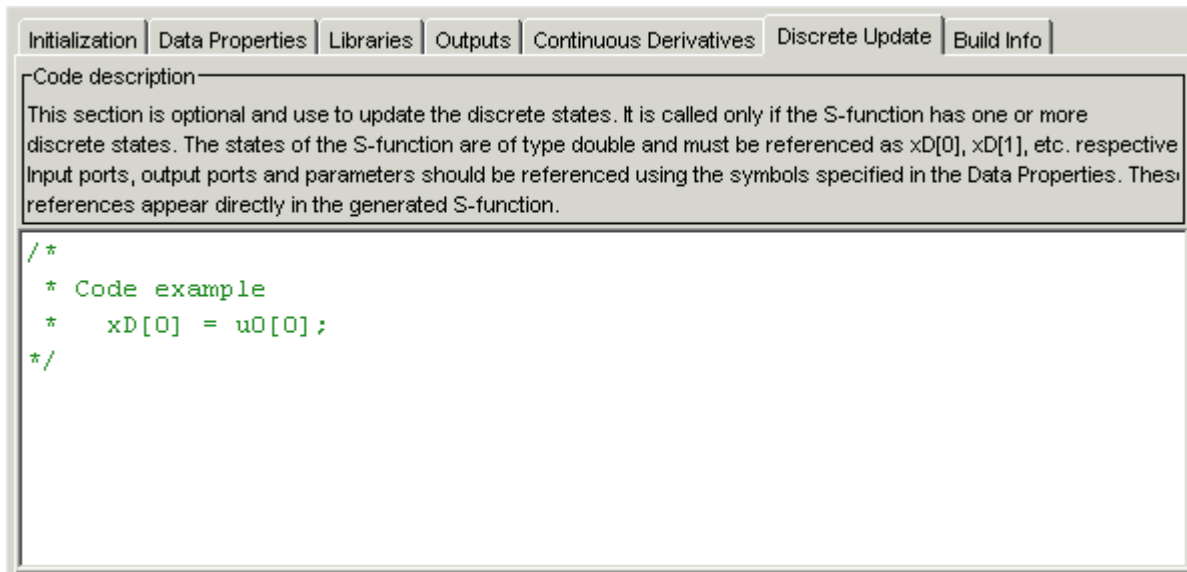 Initialization Data Properties Libraries Outputs Continuous Derivatives Discrete Update Build Info
Code description
This section is optional and use to update the discrete states. It is called only if the S-function has one or more
discrete states. The states of the S-function are of type double and must be referenced as xD[0], xD[1], etc. respective
Input ports, output ports and parameters should be referenced using the symbols specified in the Data Properties. These
references appear directly in the generated S-function.
/*
* Code example
* xD[0] = u0[0];
*/